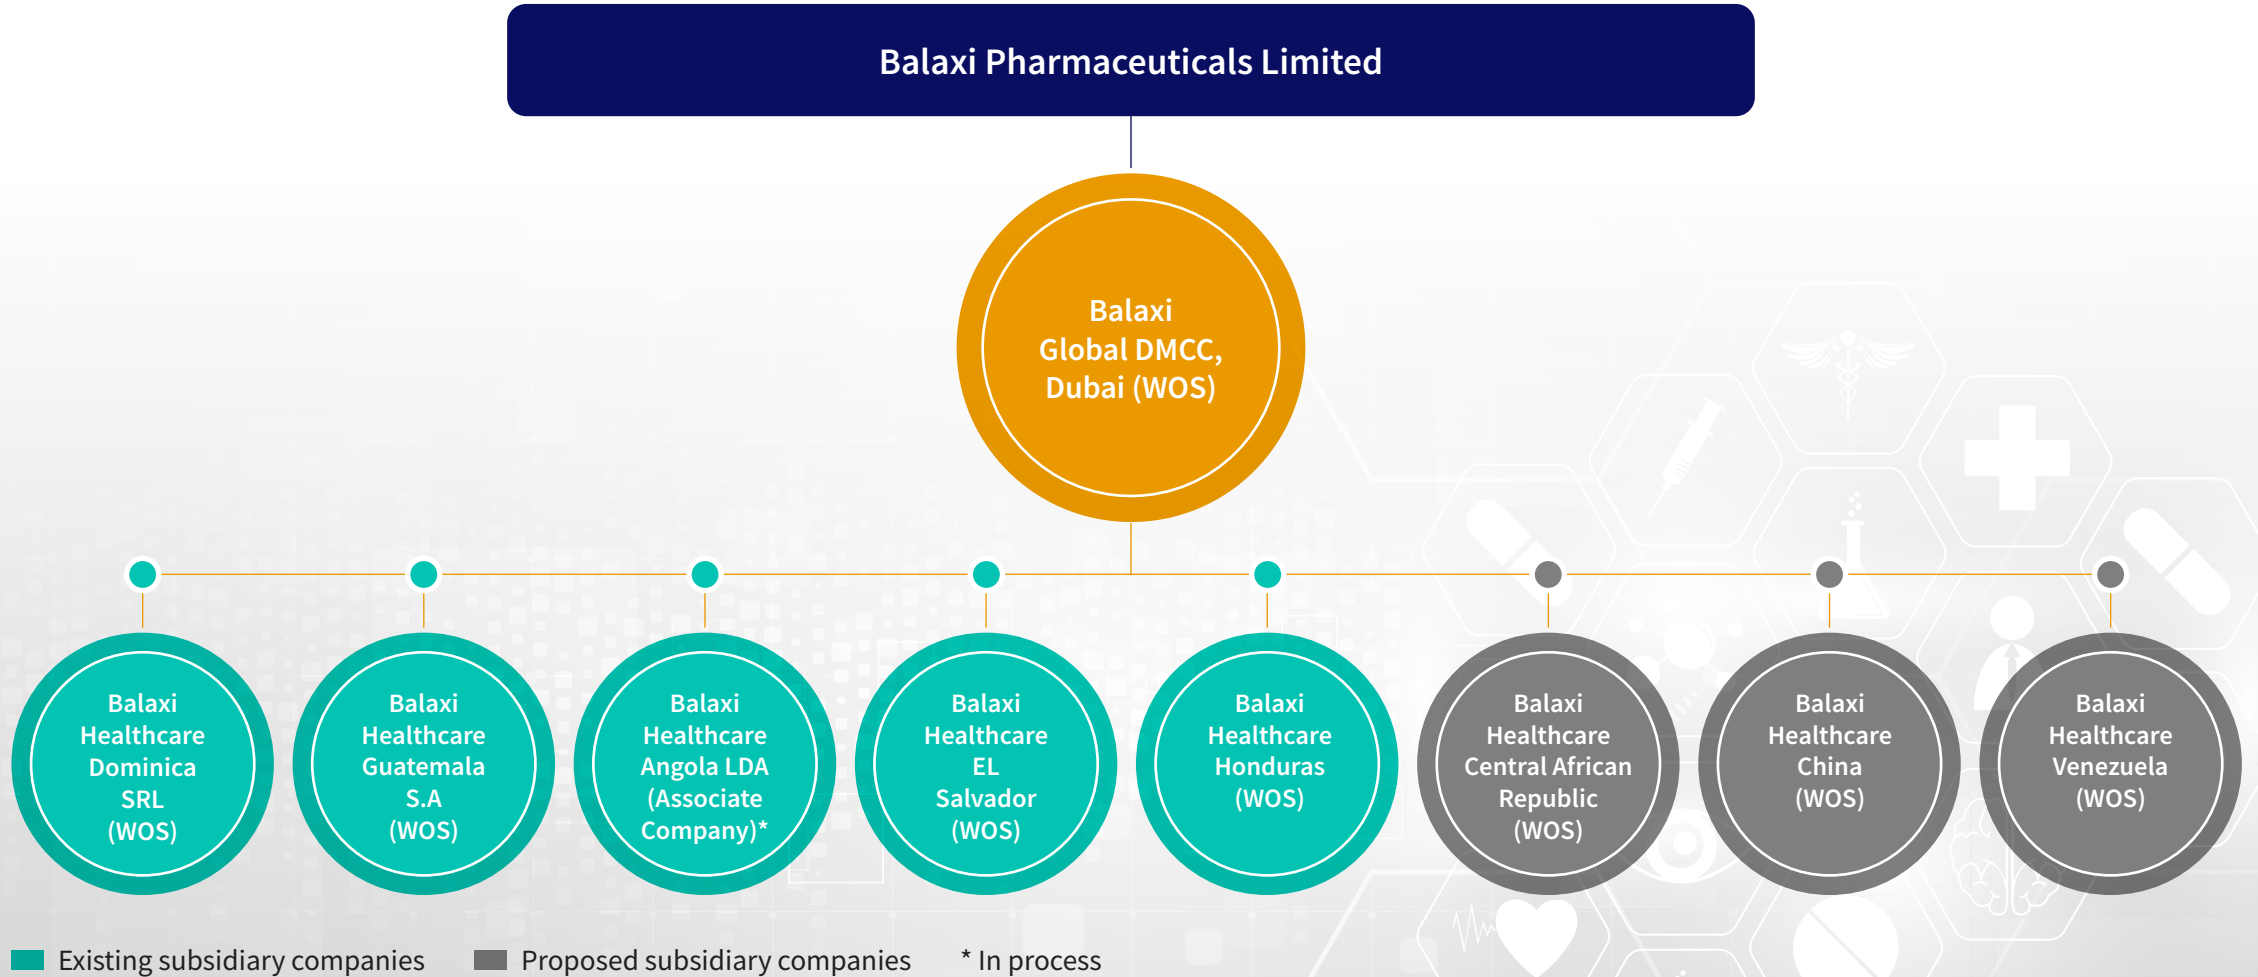 Balaxi Pharmaceuticals Limited
Balaxi
Global DMCC,
Dubai (WOS)
Balaxi
Healthcare
Dominica
SRL
(WOS)
Balaxi
Healthcare
Guatemala
S.A
(WOS)
Balaxi
Healthcare
Angola LDA
(Associate
Company)*
Balaxi
Healthcare
EL
Salvador
(WOS)
Balaxi
Healthcare
Honduras
(WOS)
Balaxi
Healthcare
Central African
Republic
(WOS)
Balaxi
Healthcare
China
(WOS)
Balaxi
Healthcare
Venezuela
(WOS)
Existing subsidiary companies
Proposed subsidiary companies
* In process